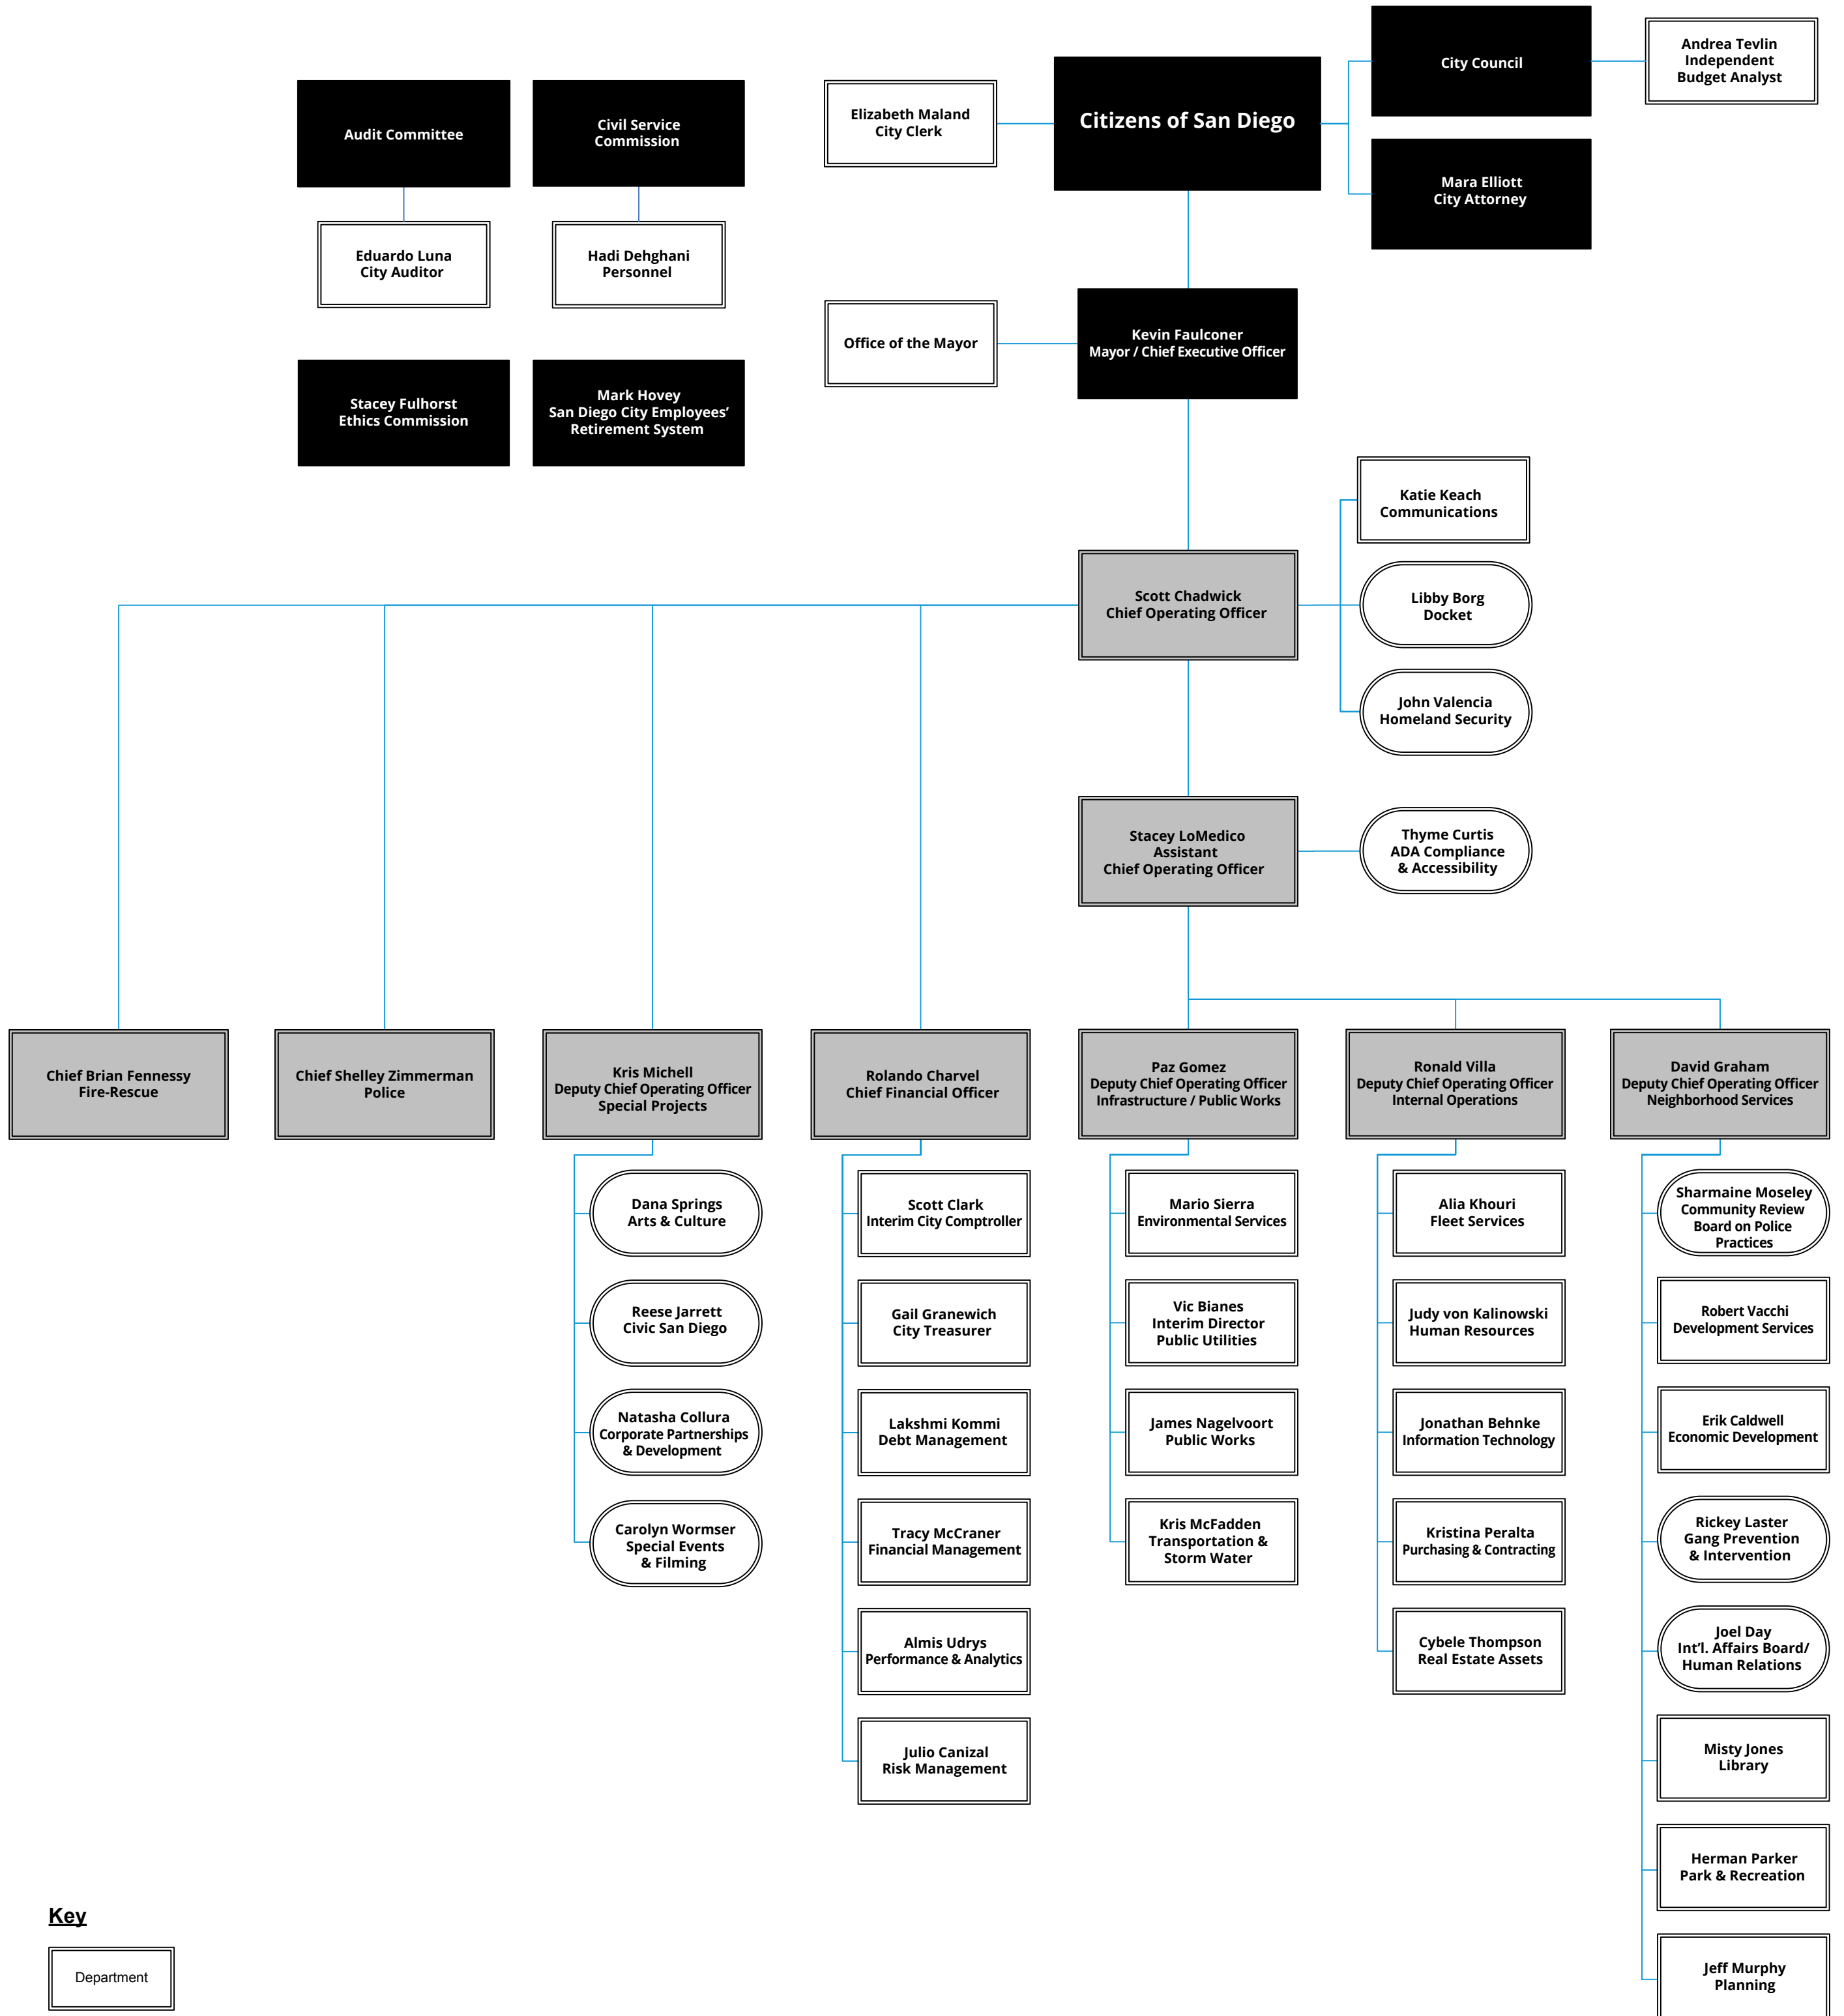 Citizens of San Diego
City Council
Andrea Tevlin
Independent
Budget Analyst
Elizabeth Maland
City Clerk
Mara Elliott
City Attorney
Audit Committee
Civil Service
Commission
Eduardo Luna
City Auditor
Hadi Dehghani
Personnel
Stacey Fulhorst
Ethics Commission
Mark Hovey
San Diego City Employees’
Retirement System
Office of the Mayor
Kevin Faulconer
Mayor / Chief Executive Officer
Katie Keach
Communications
Scott Chadwick
Chief Operating Officer
Libby Borg
Docket
John Valencia
Homeland Security
Stacey LoMedico
Assistant
Chief Operating Officer
Thyme Curtis
ADA Compliance
& Accessibility
Chief Brian Fennessy
Fire-Rescue
Chief Shelley Zimmerman
Police
Kris Michell
Deputy Chief Operating Officer
Special Projects
Rolando Charvel
Chief Financial Officer
Paz Gomez
Deputy Chief Operating Officer
Infrastructure / Public Works
Ronald Villa
Deputy Chief Operating Officer
Internal Operations
David Graham
Deputy Chief Operating Officer
Neighborhood Services
Dana Springs
Arts & Culture
Reese Jarrett
Civic San Diego
Natasha Collura
Corporate Partnerships
& Development
Carolyn Wormser
Special Events
& Filming
Scott Clark
Interim City Comptroller
Gail Granewich
City Treasurer
Lakshmi Kommi
Debt Management
Tracy McCraner
Financial Management
Almis Udrys
Performance & Analytics
Julio Canizal
Risk Management
Mario Sierra
Environmental Services
Vic Bianes
Interim Director
Public Utilities
James Nagelvoort
Public Works
Kris McFadden
Transportation &
Storm Water
Alia Khouri
Fleet Services
Judy von Kalinowski
Human Resources
Jonathan Behnke
Information Technology
Kristina Peralta
Purchasing & Contracting
Cybele Thompson
Real Estate Assets
Sharmaine Moseley
Community Review
Board on Police
Practices
Robert Vacchi
Development Services
Erik Caldwell
Economic Development
Rickey Laster
Gang Prevention
& Intervention
Joel Day
Int’l. Affairs Board/
Human Relations
Misty Jones
Library
Herman Parker
Park & Recreation
Jeff Murphy
Planning
Key
Department